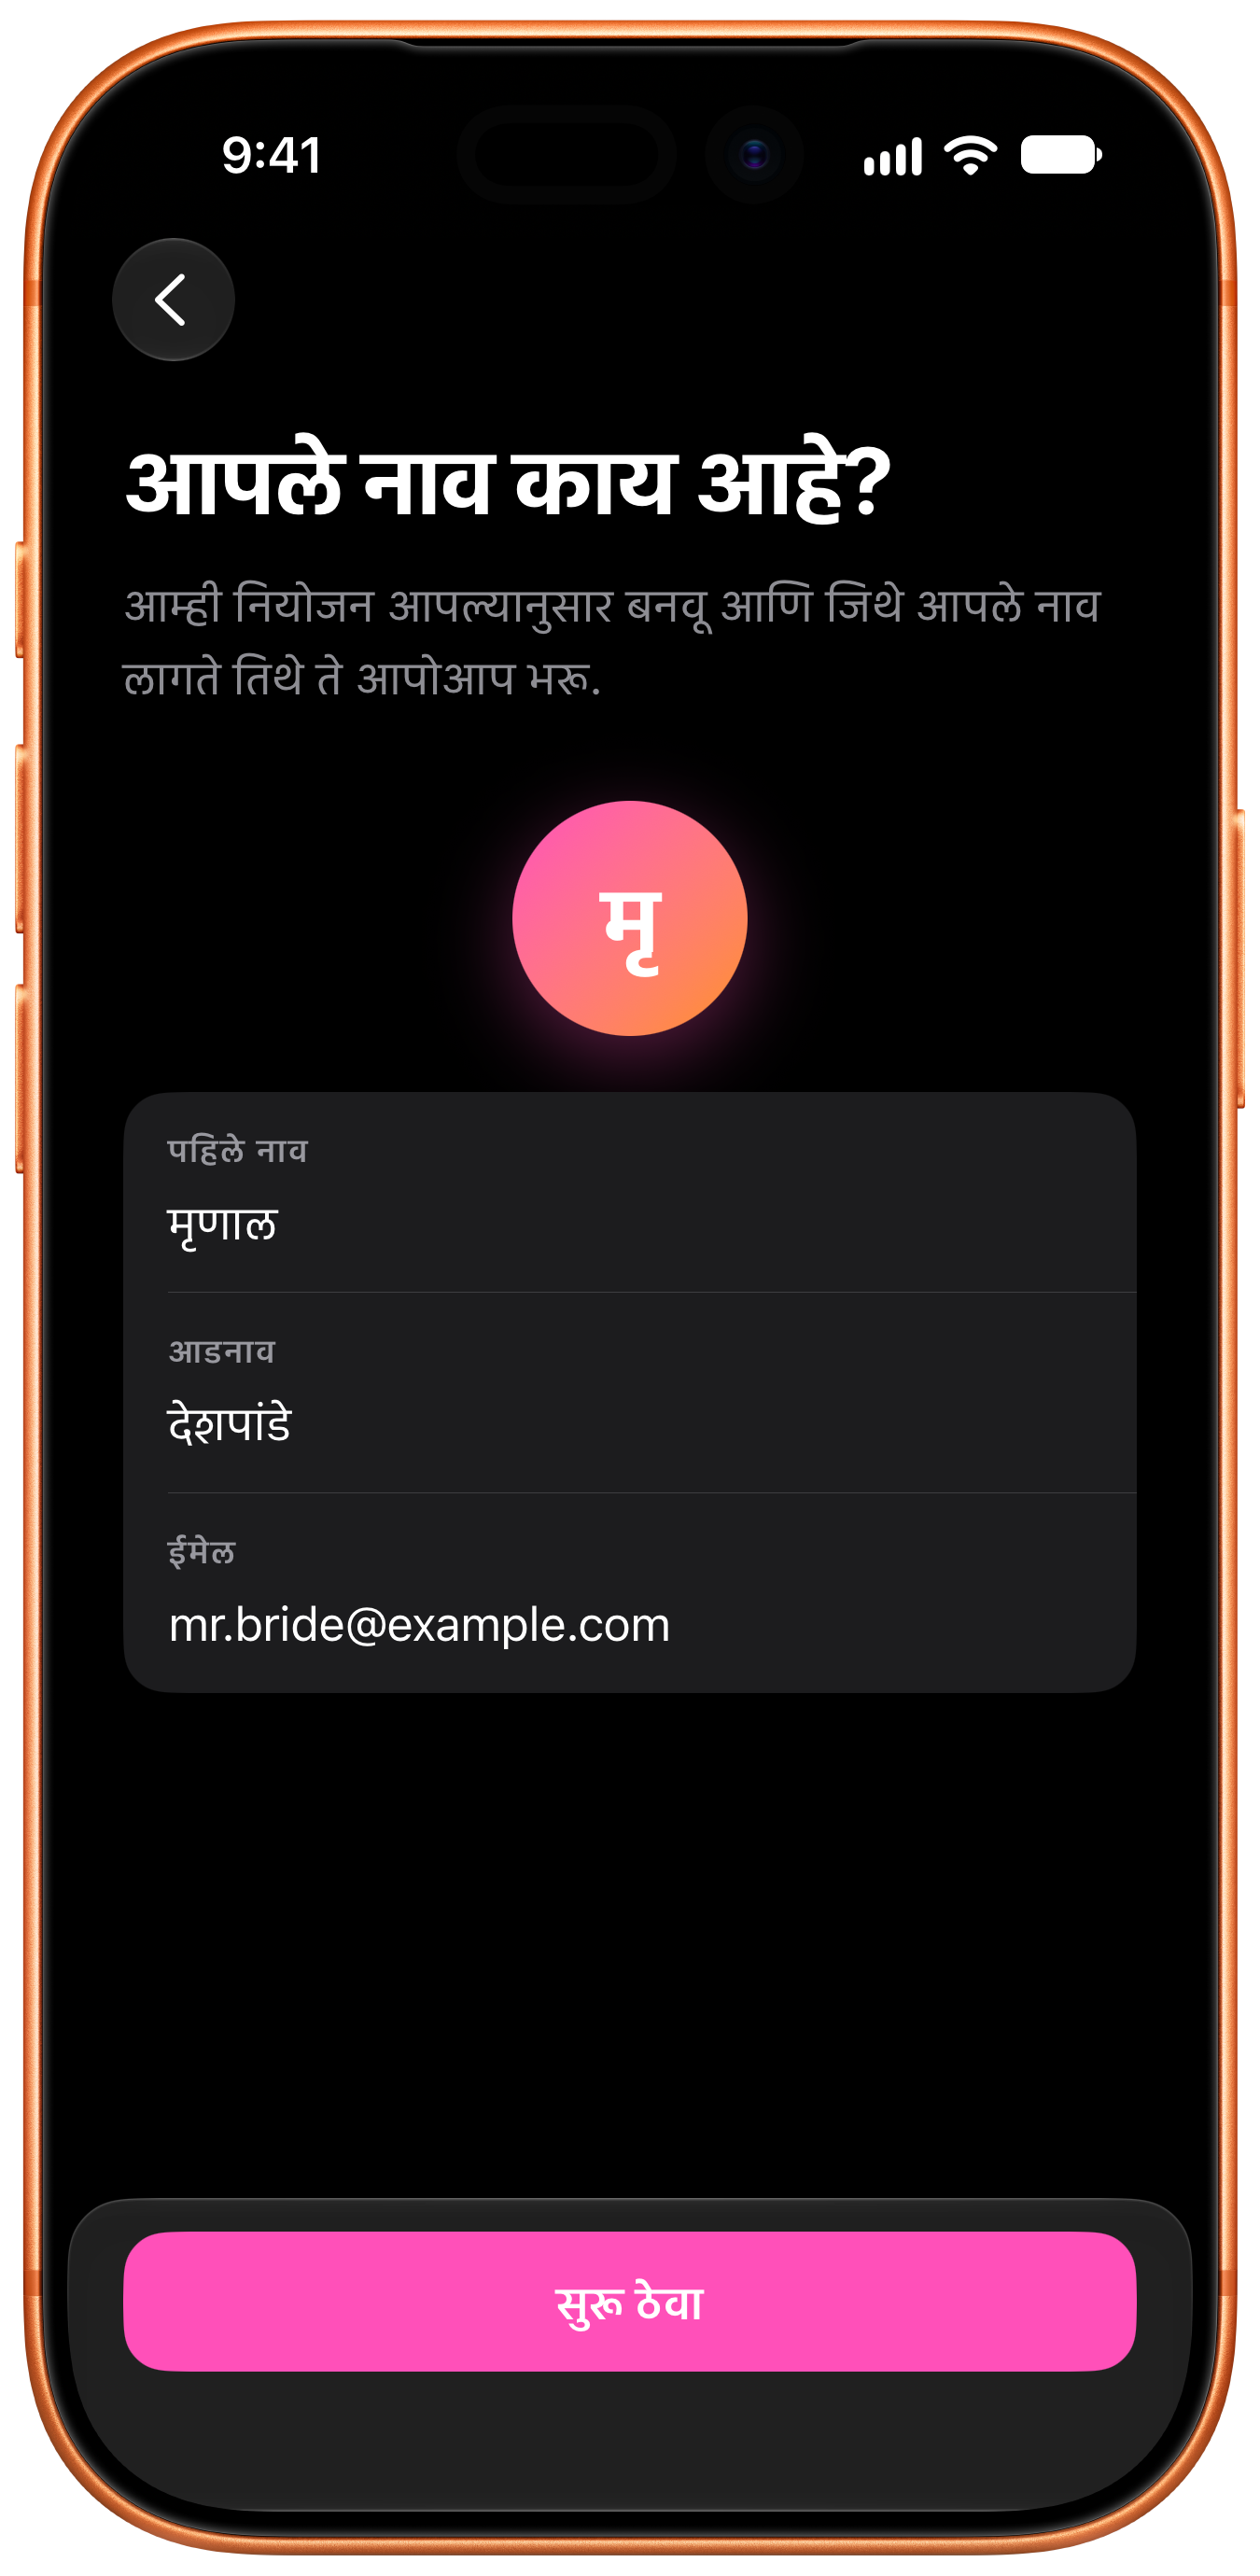 9:41
आपले नाव काय आहे?
आम्ही नियोजन आपल्यानुसार बनवू आणि जिथे आपले नाव
लागते तिथे ते आपोआप भरू.
मृ
पहिले नाव
मृणाल
आडनाव
देशपांडे
ईमेल
mr.bride@example.com
सुरू ठेवा